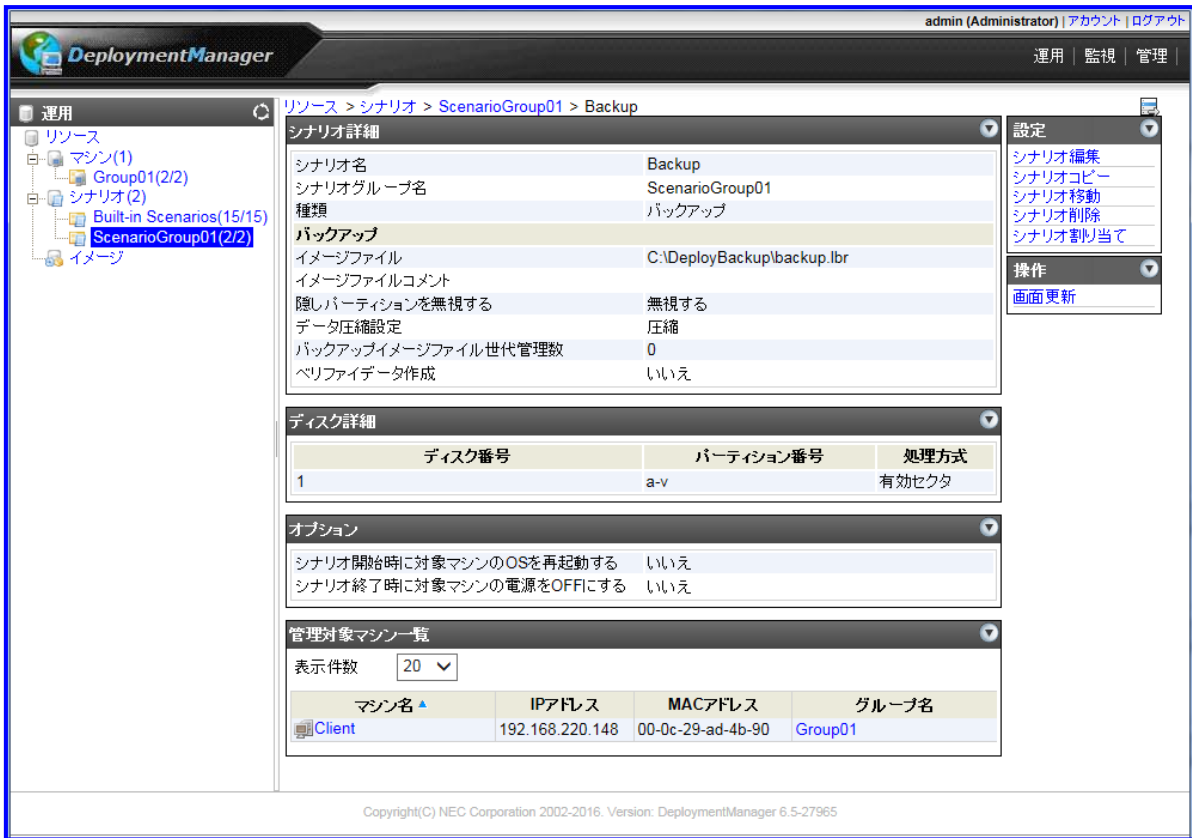 admin (Administrator) | アカウント | ログアウト
DeploymentManager
運用 | 監視 | 管理 |
運用
リソース
マシン(1)
Group01(2/2)
シナリオ(2)
Built-in Scenarios(15/15)
ScenarioGroup01(2/2)
イメージ
リソース > シナリオ > ScenarioGroup01 > Backup
シナリオ詳細
シナリオ名 Backup
シナリオグループ名 ScenarioGroup01
種類 バックアップ
バックアップ
イメージファイル C:\DeployBackup\backup.lbr
イメージファイルコメント
隠しパーティションを無視する 無視する
データ圧縮設定 圧縮
バックアップイメージファイル世代管理数 0
ベリファイデータ作成 いいえ
ディスク詳細
ディスク番号 パーティション番号 処理方式
1 a-v 有効セクタ
オプション
シナリオ開始時に対象マシンのOSを再起動する いいえ
シナリオ終了時に対象マシンの電源をOFFにする いいえ
管理対象マシン一覧
表示件数 20
マシン名 IPアドレス MACアドレス グループ名
Client 192.168.220.148 00-0c-29-ad-4b-90 Group01
設定
シナリオ編集
シナリオコピー
シナリオ移動
シナリオ削除
シナリオ割り当て
操作
画面更新
Copyright(C) NEC Corporation 2002-2016. Version: DeploymentManager 6.5-27965